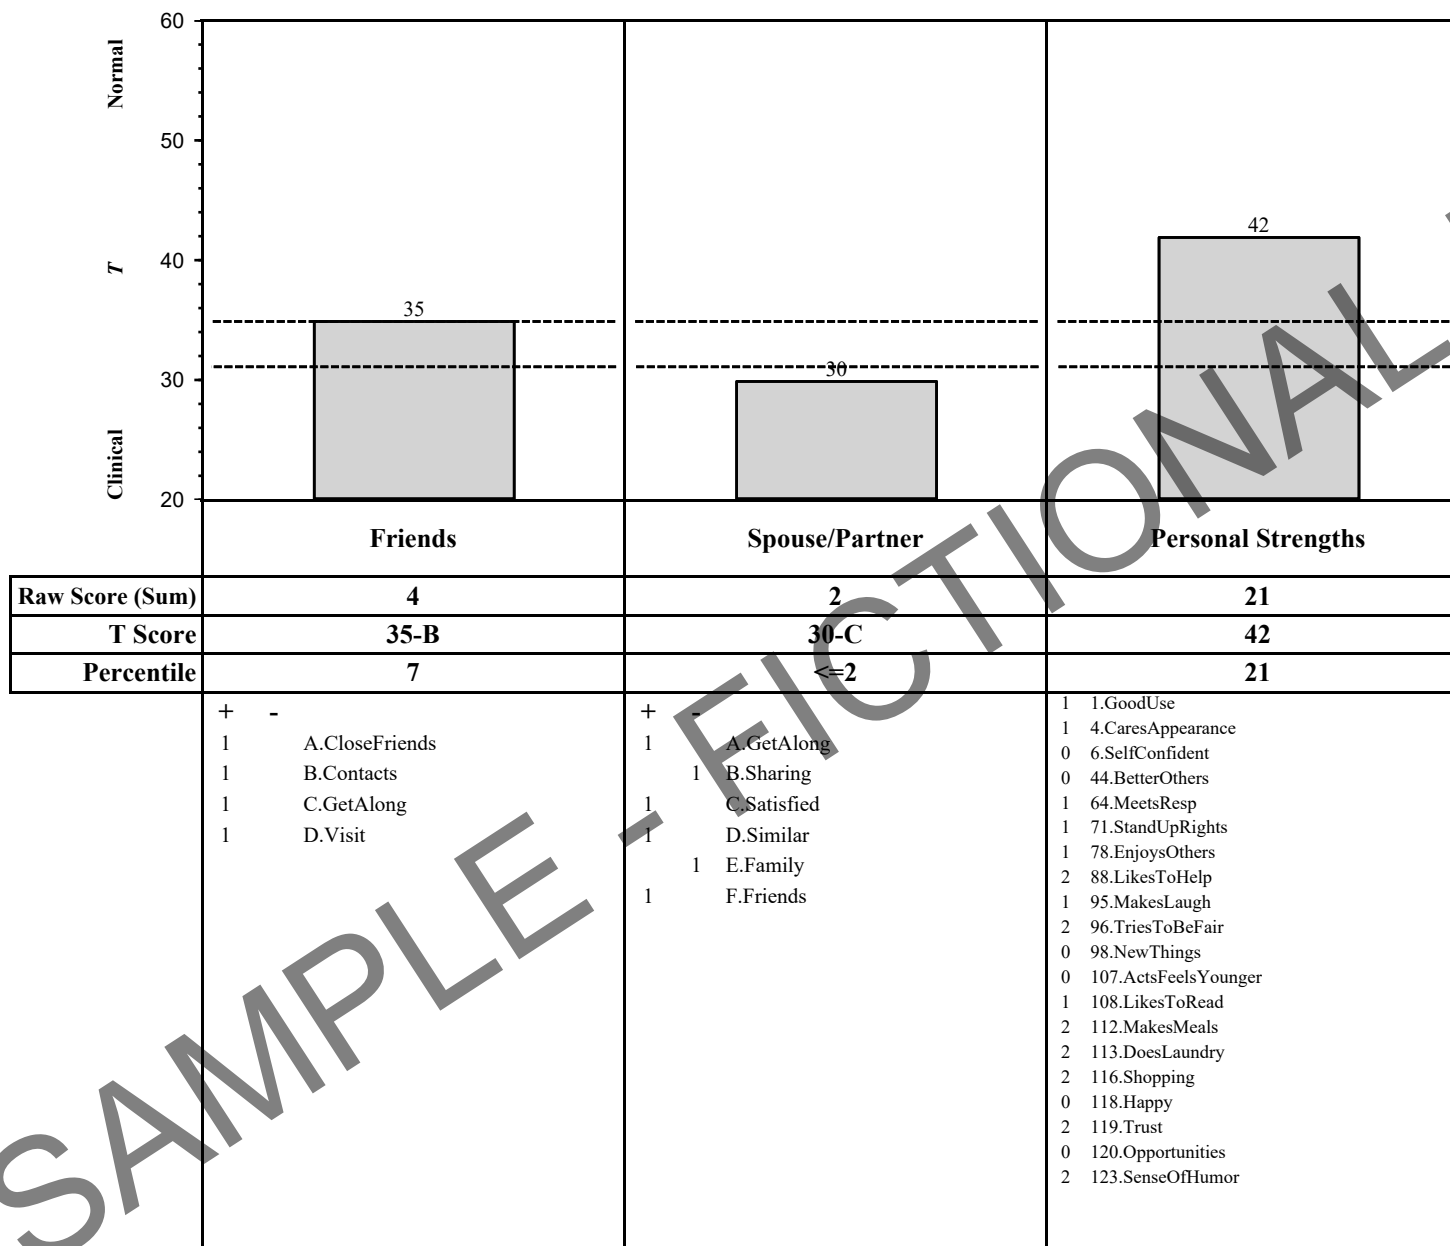 60
Normal
50
T
40
30
Clinical
20
35
30
42
Friends Spouse/Partner Personal Strengths
Raw Score (Sum) 4 2 21
T Score 35-B 30-C 42
Percentile 7 <=2 21
+ -
1 A.CloseFriends
1 B.Contacts
1 C.GetAlong
1 D.Visit
+ -
1 A.GetAlong
1 B.Sharing
1 C.Satisfied
1 D.Similar
1 E.Family
1 F.Friends
1 1.GoodUse
1 4.CaresAppearance
0 6.SelfConfident
0 44.BetterOthers
1 64.MeetsResp
1 71.StandUpRights
1 78.EnjoysOthers
2 88.LikesToHelp
1 95.MakesLaugh
2 96.TriesToBeFair
0 98.NewThings
0 107.ActsFeelsYounger
1 108.LikesToRead
2 112.MakesMeals
2 113.DoesLaundry
2 116.Shopping
0 118.Happy
2 119.Trust
0 120.Opportunities
2 123.SenseOfHumor
SAMPLE - FICTIONAL